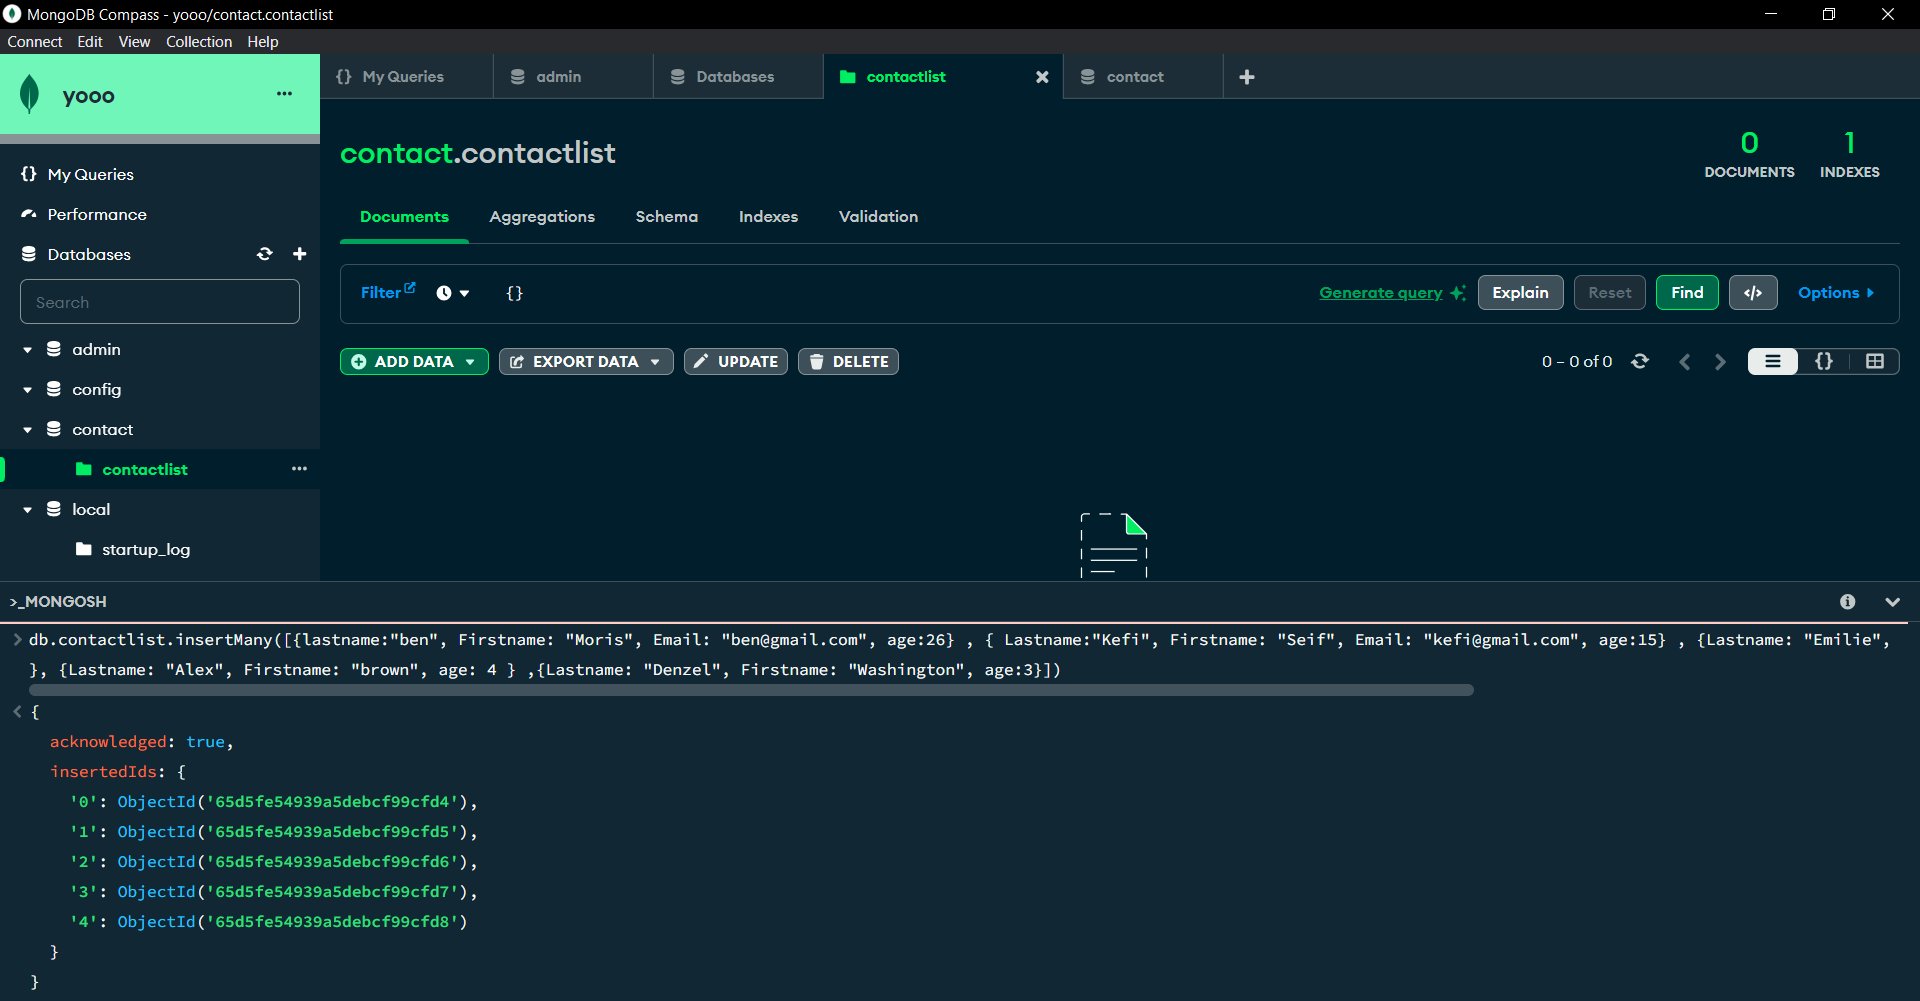 MongoDB Compass - yooo/contact.contactlist
Connect Edit View Collection Help
yooo
My Queries
Performance
Databases
Search
admin
config
contact
contactlist
local
startup_log
{} My Queries admin Databases contactlist contact
contact.contactlist
0 DOCUMENTS
1 INDEXES
Documents Aggregations Schema Indexes Validation
Filter {} Generate query Explain Reset Find </> Options
ADD DATA EXPORT DATA UPDATE DELETE 0 – 0 of 0 {}
>_MONGOSH
> db.contactlist.insertMany([{lastname:"ben", Firstname: "Moris", Email: "ben@gmail.com", age:26} , { Lastname:"Kefi", Firstname: "Seif", Email: "kefi@gmail.com", age:15} , {Lastname: "Emilie",
}, {Lastname: "Alex", Firstname: "brown", age: 4 } ,{Lastname: "Denzel", Firstname: "Washington", age:3}])
< {
acknowledged: true,
insertedIds: {
'0': ObjectId('65d5fe54939a5debcf99cfd4'),
'1': ObjectId('65d5fe54939a5debcf99cfd5'),
'2': ObjectId('65d5fe54939a5debcf99cfd6'),
'3': ObjectId('65d5fe54939a5debcf99cfd7'),
'4': ObjectId('65d5fe54939a5debcf99cfd8')
}
}